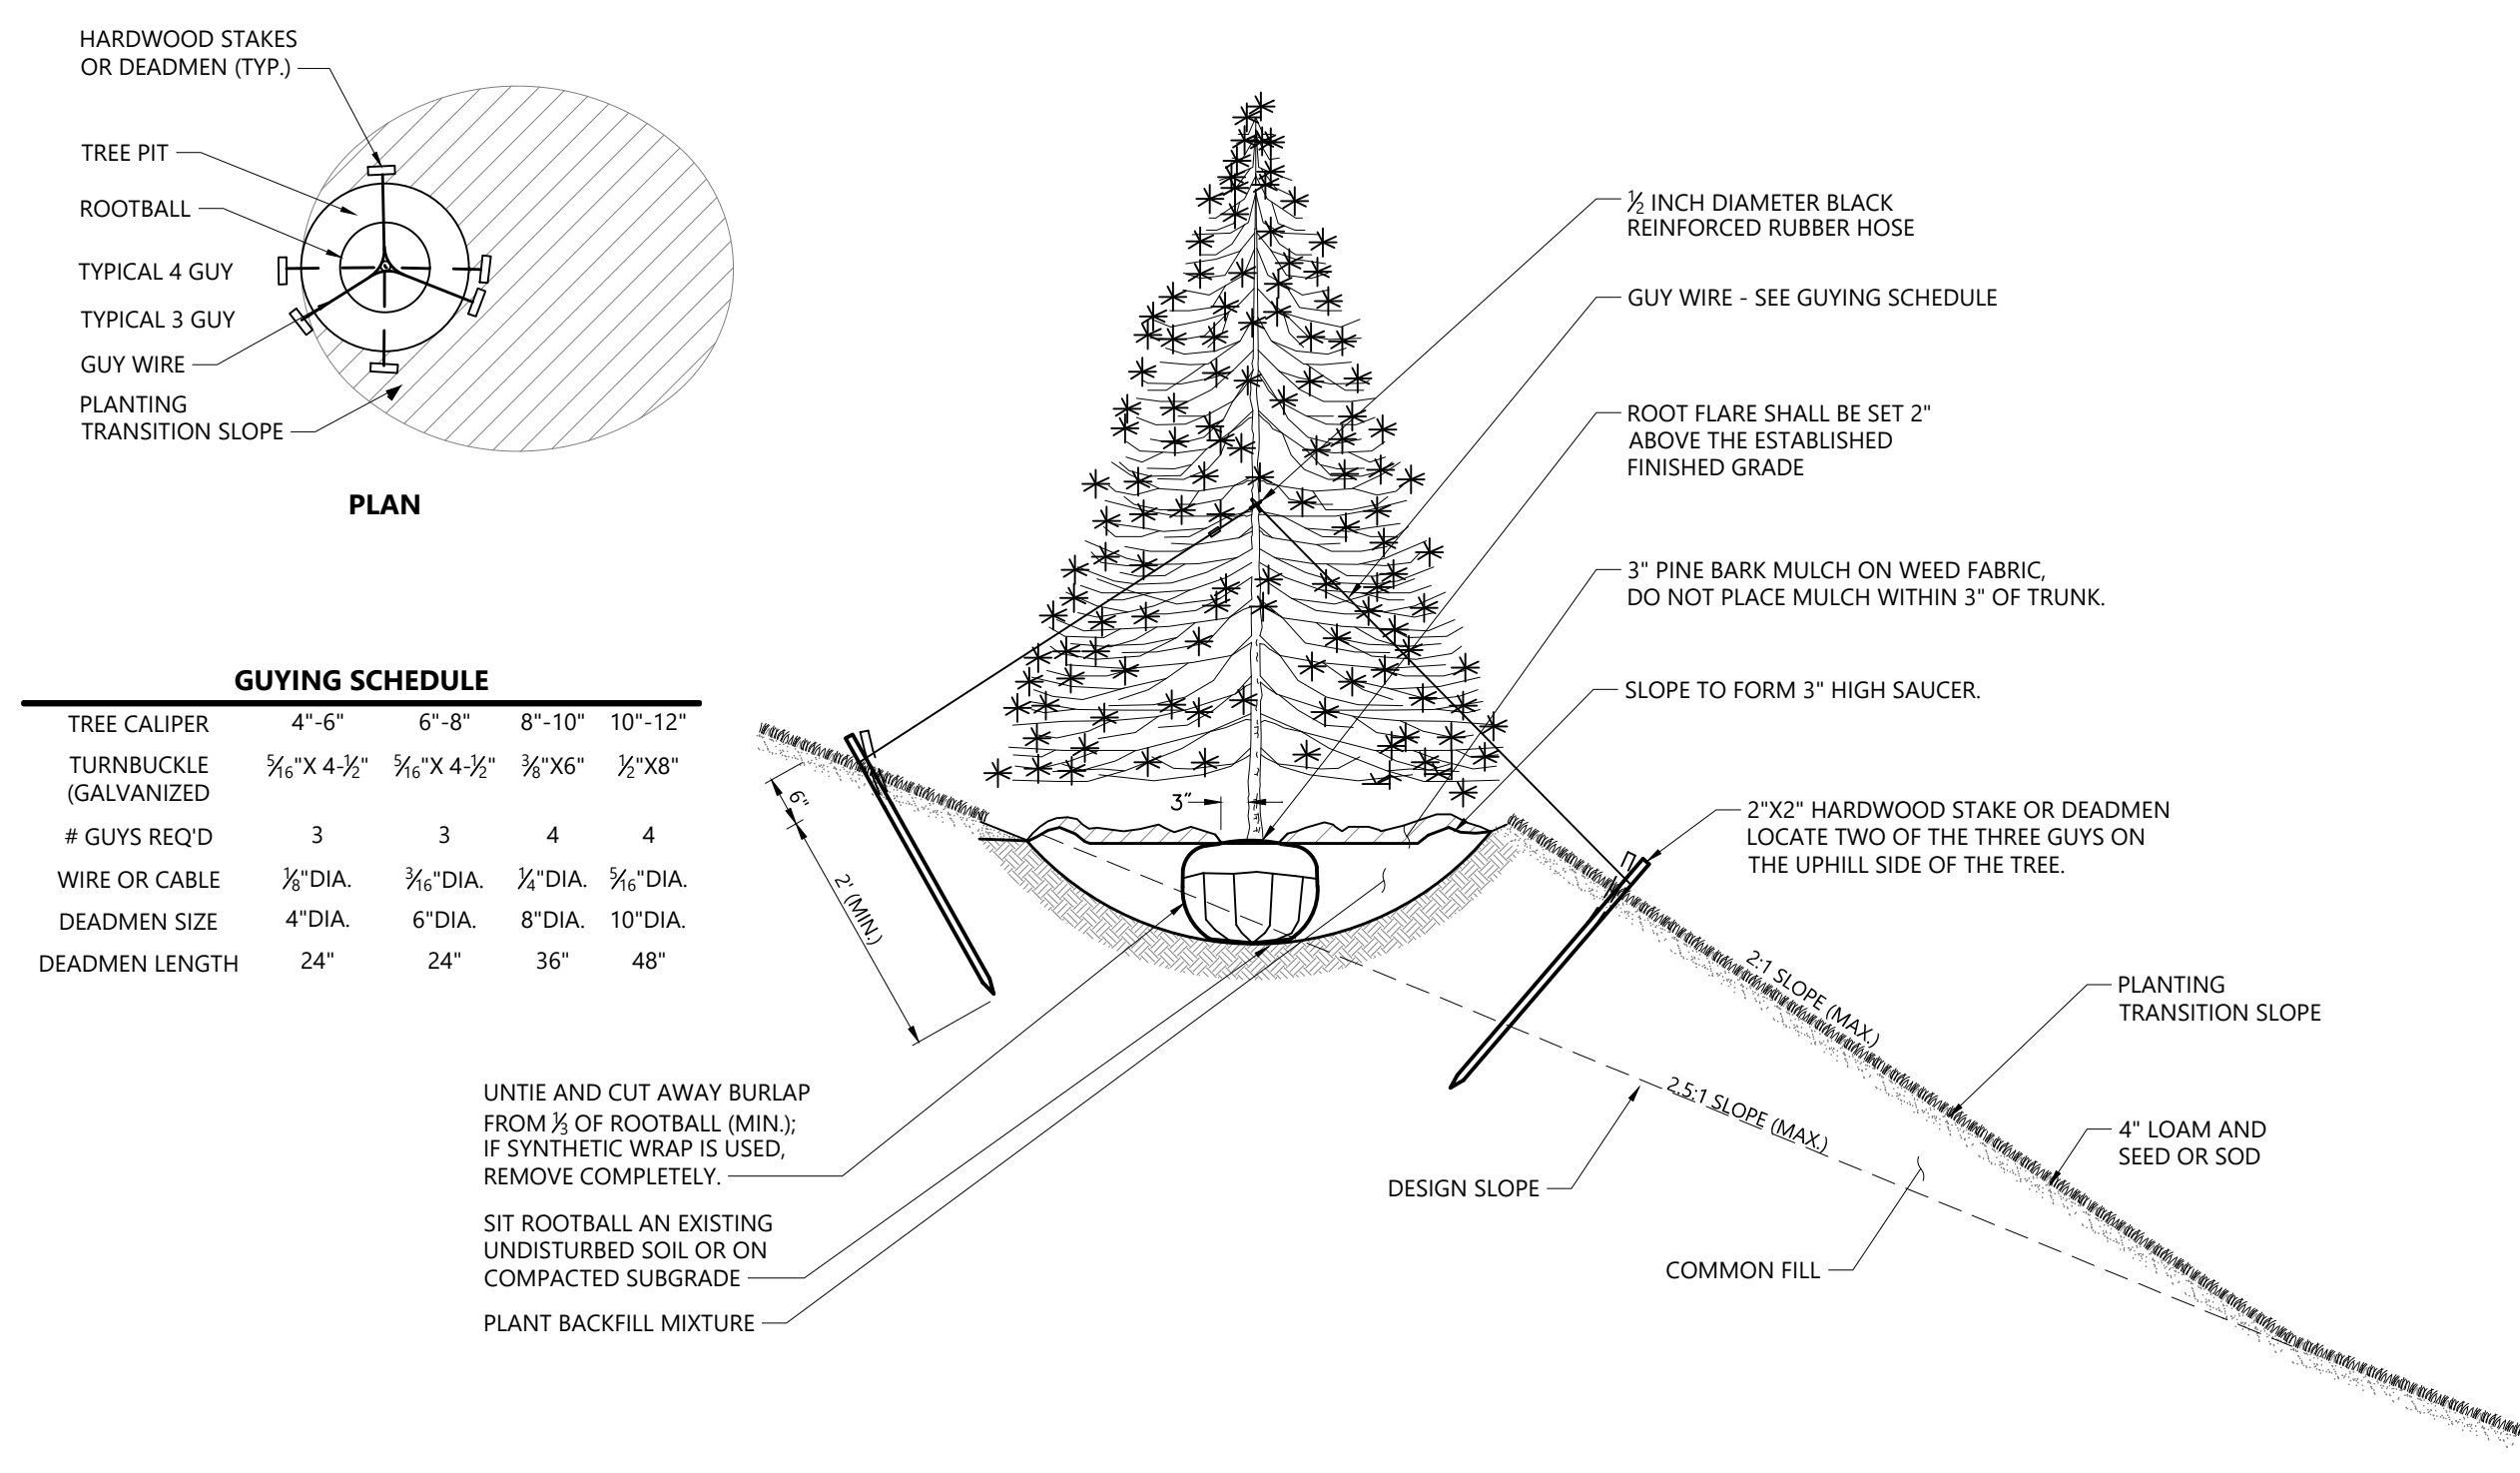 HARDWOOD STAKES
OR DEADMEN (TYP.)
TREE PIT
ROOTBALL
TYPICAL 4 GUY
TYPICAL 3 GUY
GUY WIRE
PLANTING
TRANSITION SLOPE
PLAN
GUYING SCHEDULE
TREE CALIPER 4"-6" 6"-8" 8"-10" 10"-12"
TURNBUCKLE 5/16"X 4-1/2" 5/16"X 4-1/2" 3/8"X6" 1/2"X8"
(GALVANIZED
# GUYS REQ'D 3 3 4 4
WIRE OR CABLE 1/8"DIA. 3/16"DIA. 1/4"DIA. 5/16"DIA.
DEADMEN SIZE 4"DIA. 6"DIA. 8"DIA. 10"DIA.
DEADMEN LENGTH 24" 24" 36" 48"
½ INCH DIAMETER BLACK
REINFORCED RUBBER HOSE
GUY WIRE - SEE GUYING SCHEDULE
ROOT FLARE SHALL BE SET 2"
ABOVE THE ESTABLISHED
FINISHED GRADE
3" PINE BARK MULCH ON WEED FABRIC,
DO NOT PLACE MULCH WITHIN 3" OF TRUNK.
SLOPE TO FORM 3" HIGH SAUCER.
2"X2" HARDWOOD STAKE OR DEADMEN
LOCATE TWO OF THE THREE GUYS ON
THE UPHILL SIDE OF THE TREE.
3"
6"
2' (MIN.)
2:1 SLOPE (MAX.)
2.5:1 SLOPE (MAX.)
PLANTING
TRANSITION SLOPE
4" LOAM AND
SEED OR SOD
DESIGN SLOPE
COMMON FILL
UNTIE AND CUT AWAY BURLAP
FROM ⅓ OF ROOTBALL (MIN.);
IF SYNTHETIC WRAP IS USED,
REMOVE COMPLETELY.
SIT ROOTBALL AN EXISTING
UNDISTURBED SOIL OR ON
COMPACTED SUBGRADE
PLANT BACKFILL MIXTURE